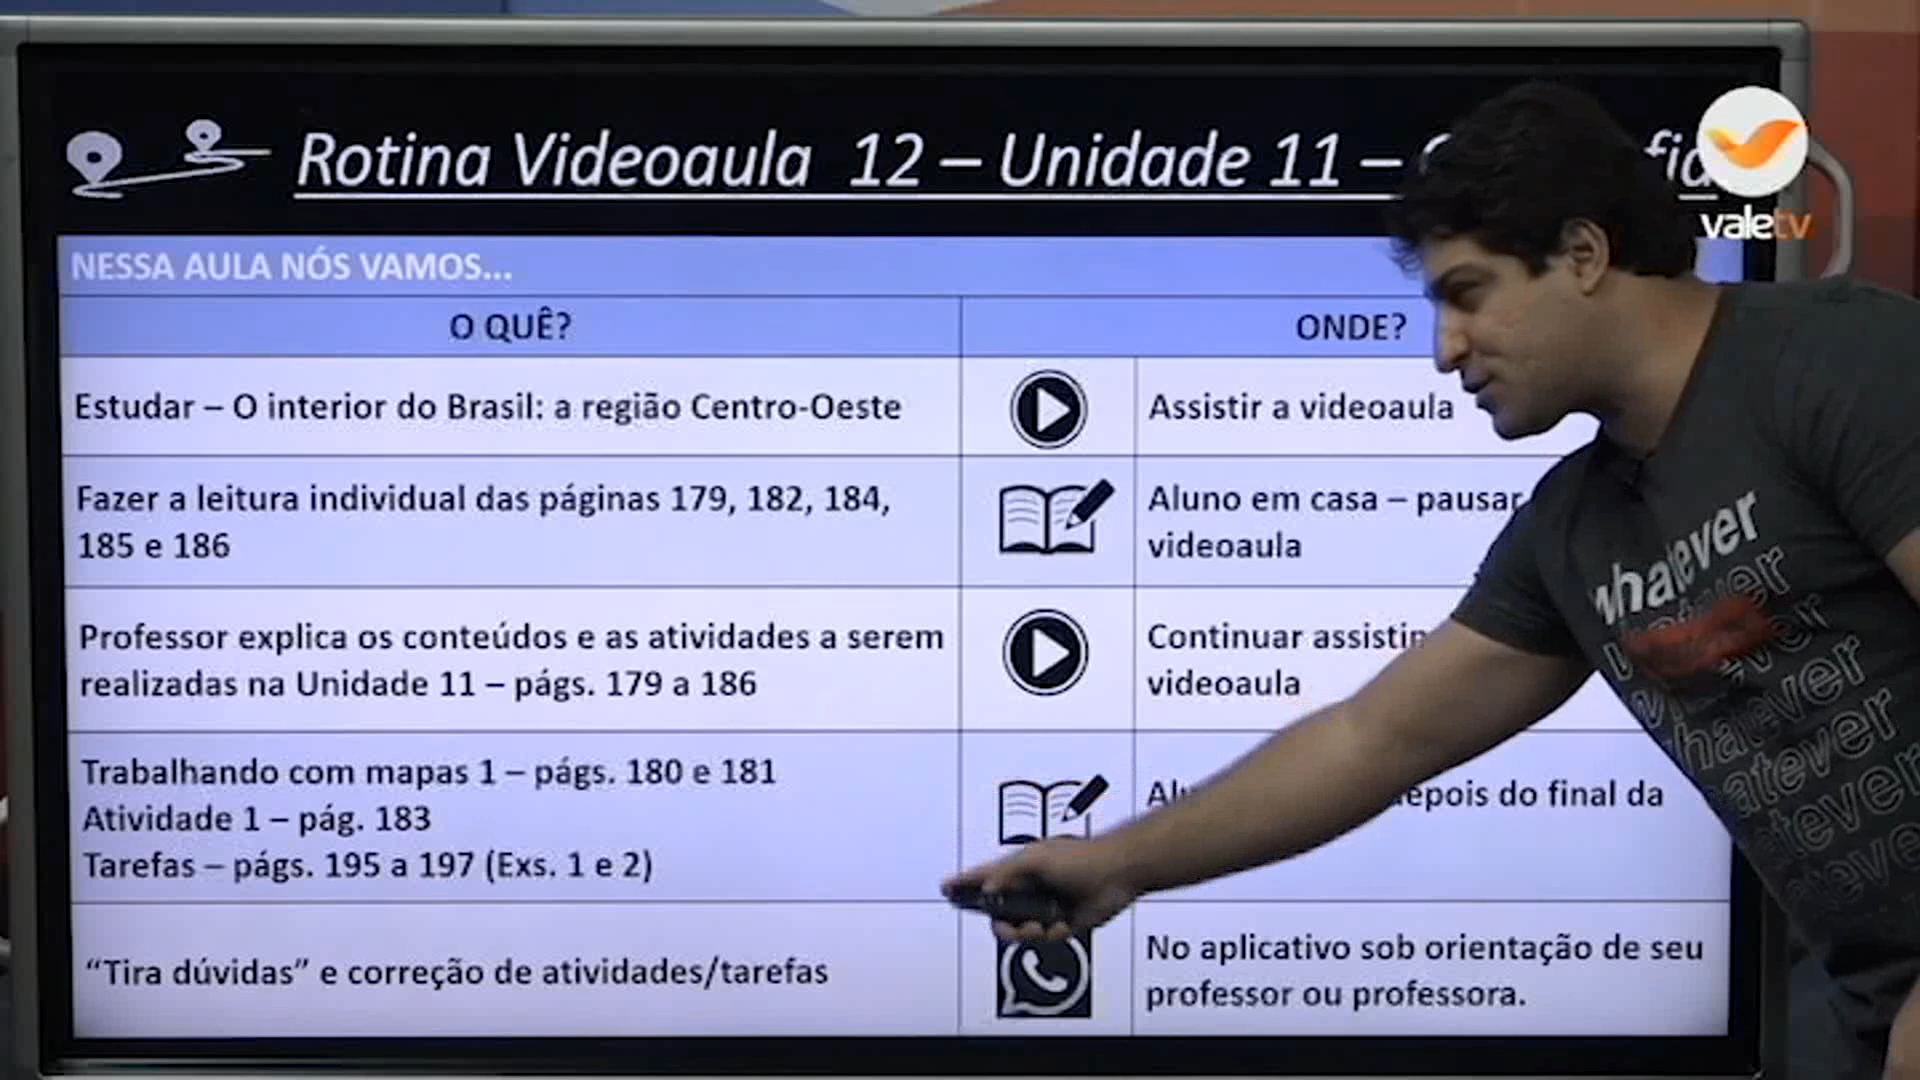 Rotina Videoaula 12 – Unidade 11 –
valetv
NESSA AULA NÓS VAMOS...
O QUÊ?
ONDE?
Estudar – O interior do Brasil: a região Centro-Oeste
Assistir a videoaula
Fazer a leitura individual das páginas 179, 182, 184,
185 e 186
Aluno em casa – pausar
videoaula
Professor explica os conteúdos e as atividades a serem
realizadas na Unidade 11 – págs. 179 a 186
Continuar
videoaula
Trabalhando com mapas 1 – págs. 180 e 181
Atividade 1 – pág. 183
Tarefas – págs. 195 a 197 (Exs. 1 e 2)
depois do final da
“Tira dúvidas” e correção de atividades/tarefas
No aplicativo sob orientação de seu
professor ou professora.
whatever
whatever
whatever
whatever